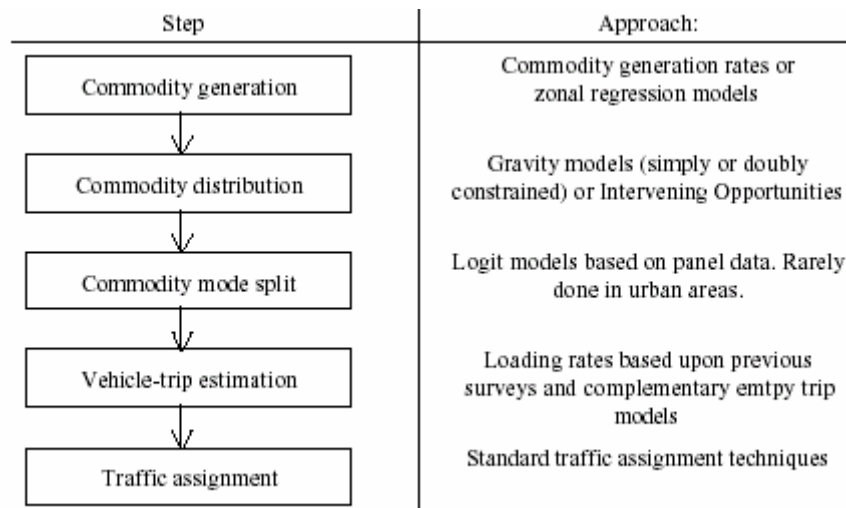 Step
Approach:
Commodity generation
Commodity generation rates or
zonal regression models
Commodity distribution
Gravity models (simply or doubly
constrained) or Intervening Opportunities
Commodity mode split
Logit models based on panel data. Rarely
done in urban areas.
Vehicle-trip estimation
Loading rates based upon previous
surveys and complementary emtpy trip
models
Traffic assignment
Standard traffic assignment techniques